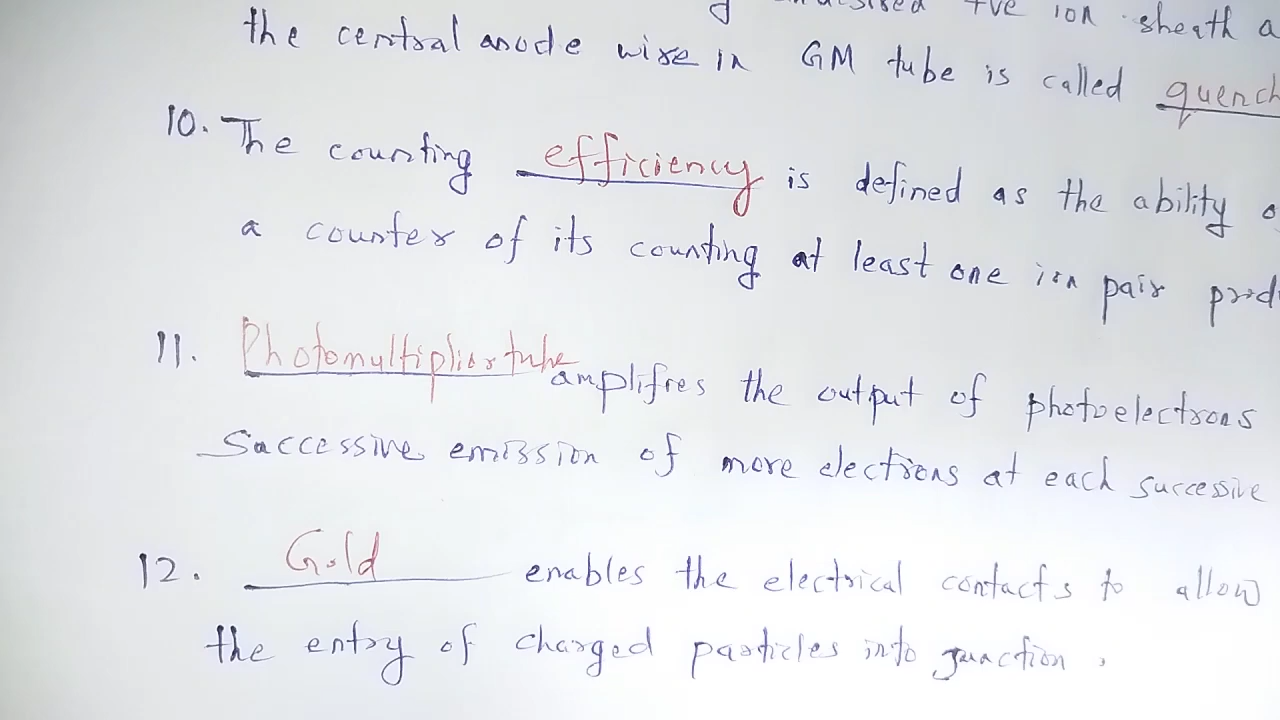 +ve ion sheath a
the central anode wire in GM tube is called quench
10. The counting efficiency is defined as the ability o
a counter of its counting at least one ion pair prod
11. Photomultiplier tube amplifies the output of photoelectrons
Successive emission of more electrons at each successive
12. Gold enables the electrical contacts to allow
the entry of charged particles into junction.